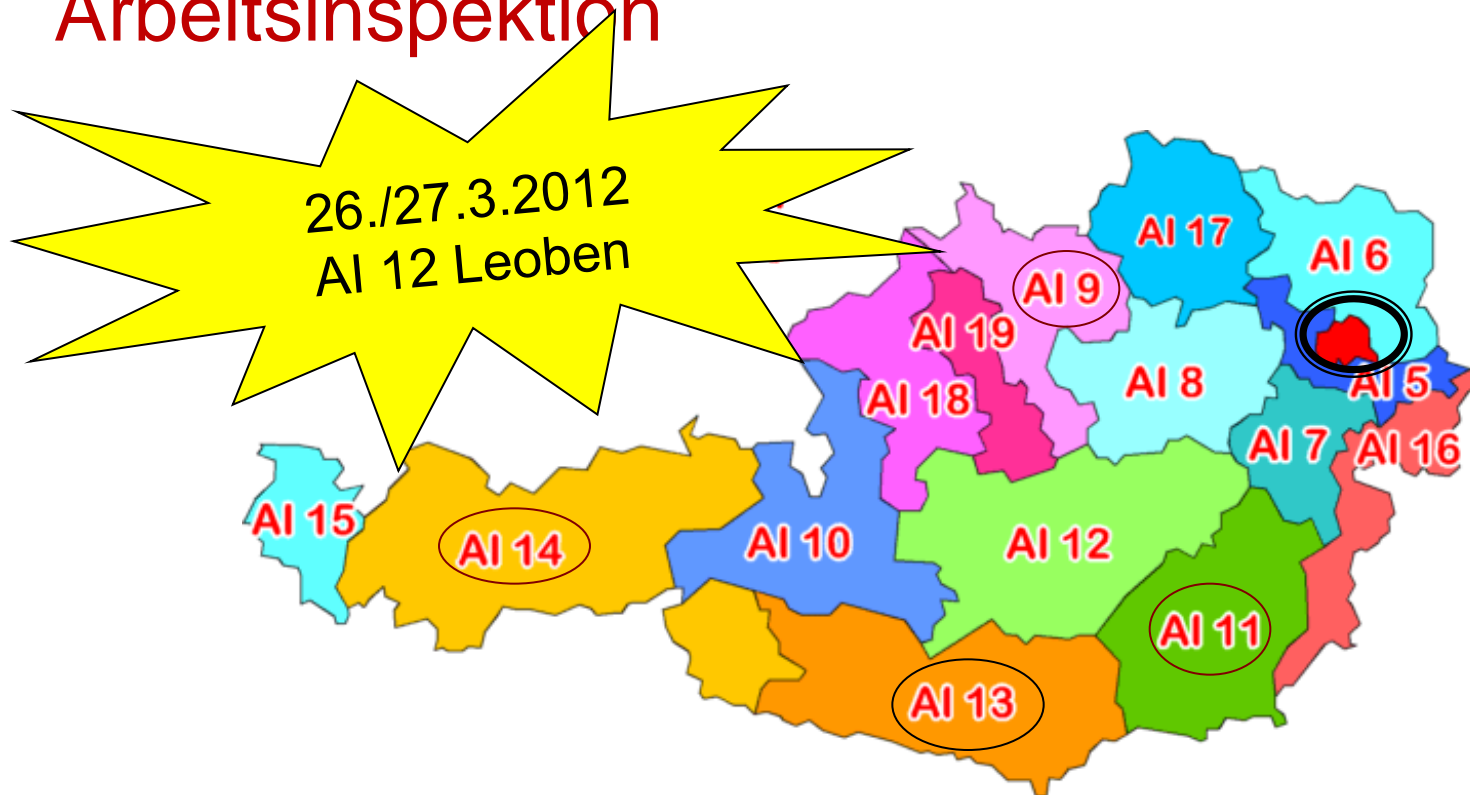 Arbeitsinspektion
26./27.3.2012
AI 12 Leoben
AI 17
AI 6
AI 9
AI 19
AI 8
AI 5
AI 18
AI 7
AI 16
AI 15
AI 14
AI 10
AI 12
AI 11
AI 13